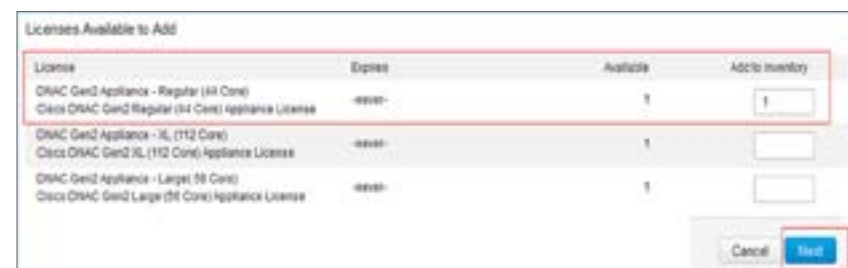 Licenses Available to Add
License Expires Available Add to Inventory
DNAC Gen2 Appliance - Regular (44 Core)
Cisco DNAC Gen2 Regular (44 Core) Appliance License
-never- 1 1
DNAC Gen2 Appliance - XL (112 Core)
Cisco DNAC Gen2 XL (112 Core) Appliance License
-never- 1
DNAC Gen2 Appliance - Large( 56 Core)
Cisco DNAC Gen2 Large (56 Core) Appliance License
-never- 1
Cancel Next